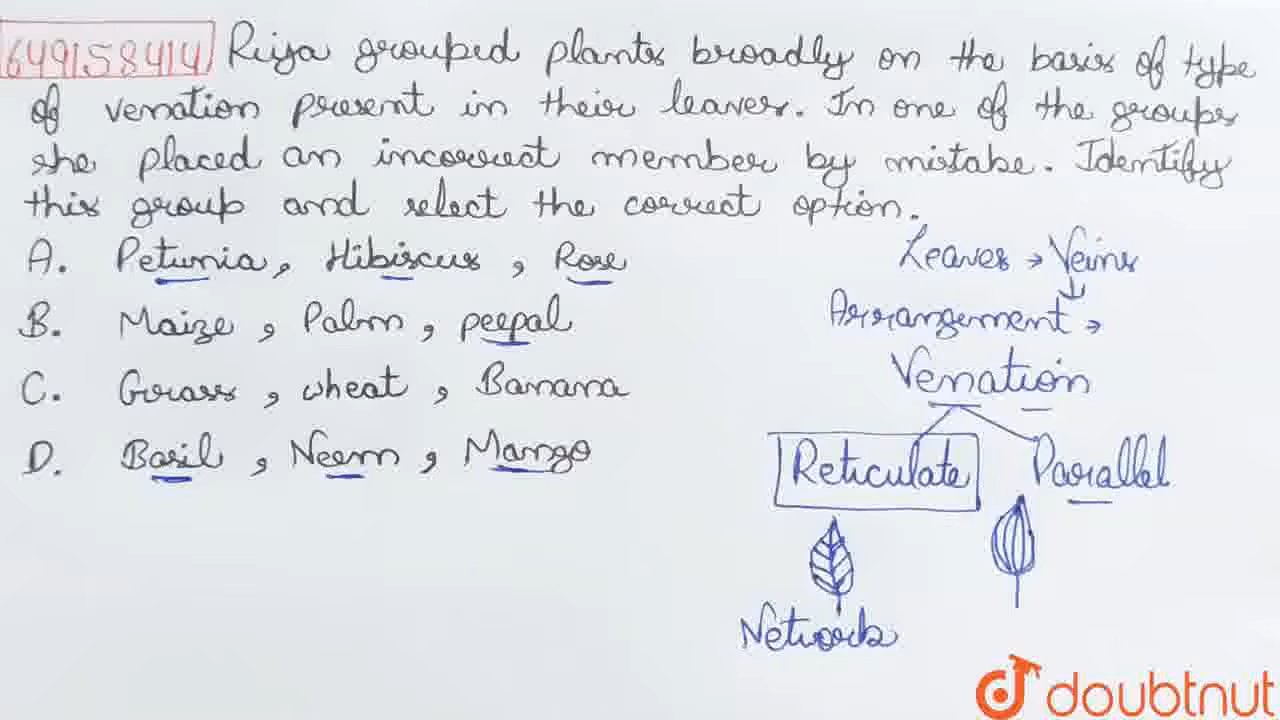 649158414 Riya grouped plants broadly on the basis of type
of venation present in their leaves. In one of the groups
she placed an incorrect member by mistake. Identify
this group and select the correct option.
A. Petunia, Hibiscus, Rose
B. Maize, Palm, peepal
C. Grass, wheat, Banana
D. Basil, Neem, Mango
Leaves → Veins
↓
Arrangement →
Venation
Reticulate Parallel
Network
doubtnut